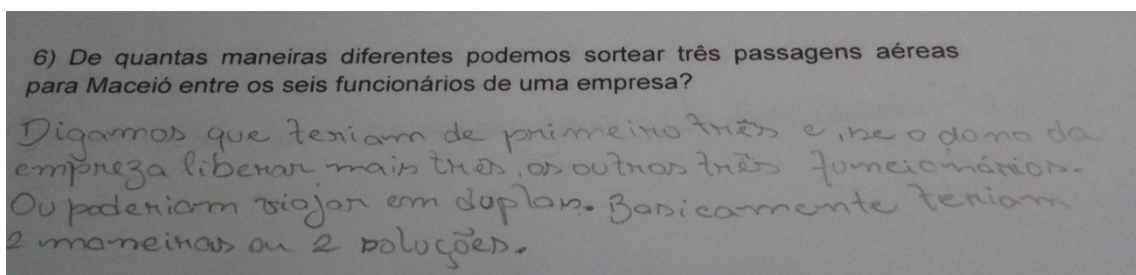 6) De quantas maneiras diferentes podemos sortear três passagens aéreas
para Maceió entre os seis funcionários de uma empresa?
Digamos que teriam de primeiro três e, se o dono da
empreza liberar mais três, os outros três funcionários.
Ou poderiam viajar em duplas. Basicamente teriam
2 maneiras ou 2 soluções.